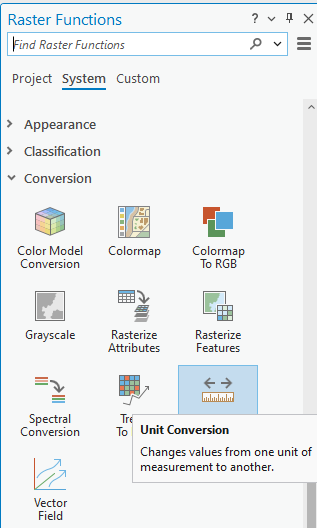 Raster Functions
?
Find Raster Functions
Project System Custom
Appearance
Classification
Conversion
Color Model
Conversion
Colormap
Colormap
To RGB
Grayscale
Rasterize
Attributes
Rasterize
Features
Spectral
Conversion
Tre
To
Unit Conversion
Changes values from one unit of
measurement to another.
Vector
Field